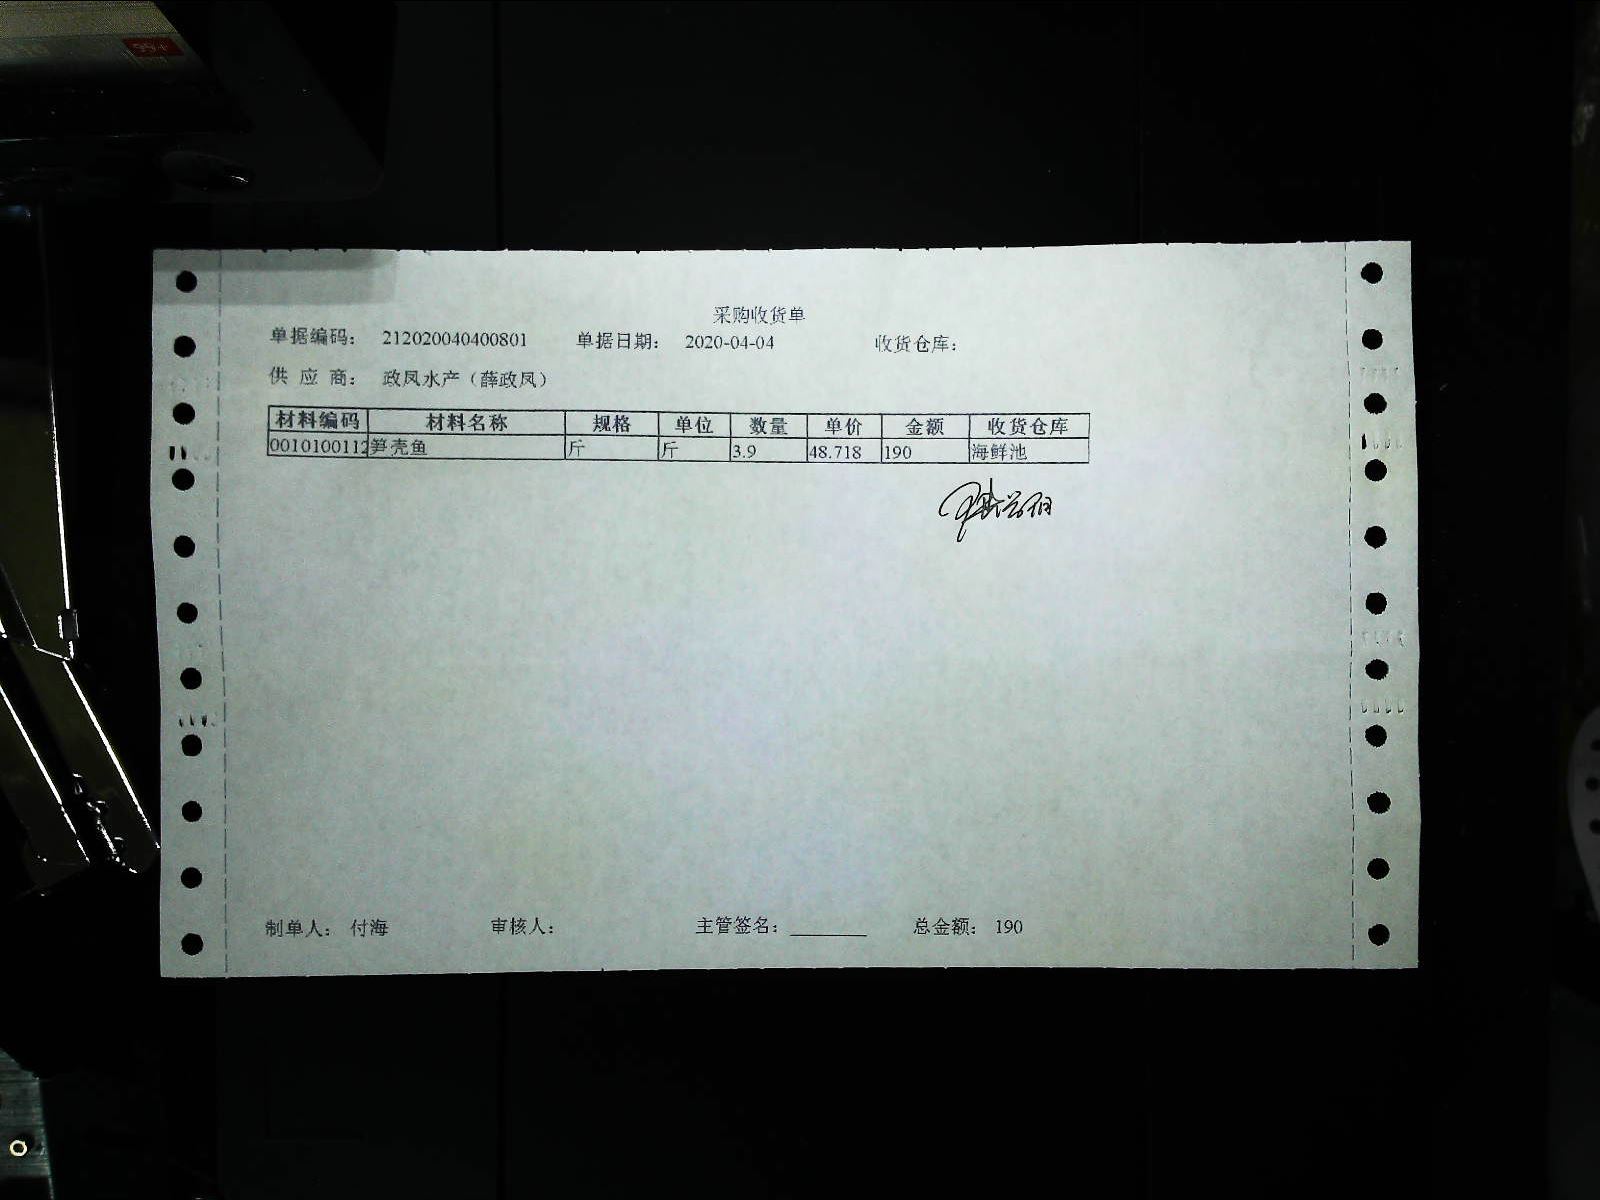 99+
采购收货单
单据编码： 212020040400801 单据日期： 2020-04-04 收货仓库：
供 应 商： 政凤水产（薛政凤）
材料编码 材料名称 规格 单位 数量 单价 金额 收货仓库
0010100112 笋壳鱼 斤 斤 3.9 48.718 190 海鲜池
制单人： 付海 审核人： 主管签名：________ 总金额： 190